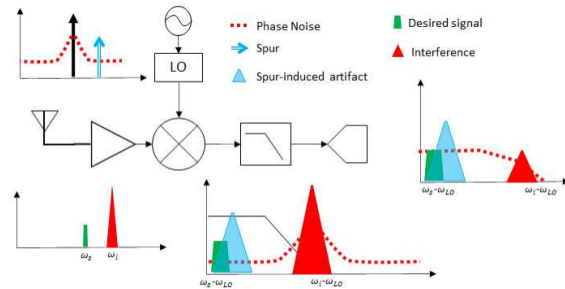 Phase Noise
Spur
Spur-induced artifact
Desired signal
Interference
LO
ωs-ωLO
ωi-ωLO
ωs
ωi
ωs-ωLO
ωi-ωLO